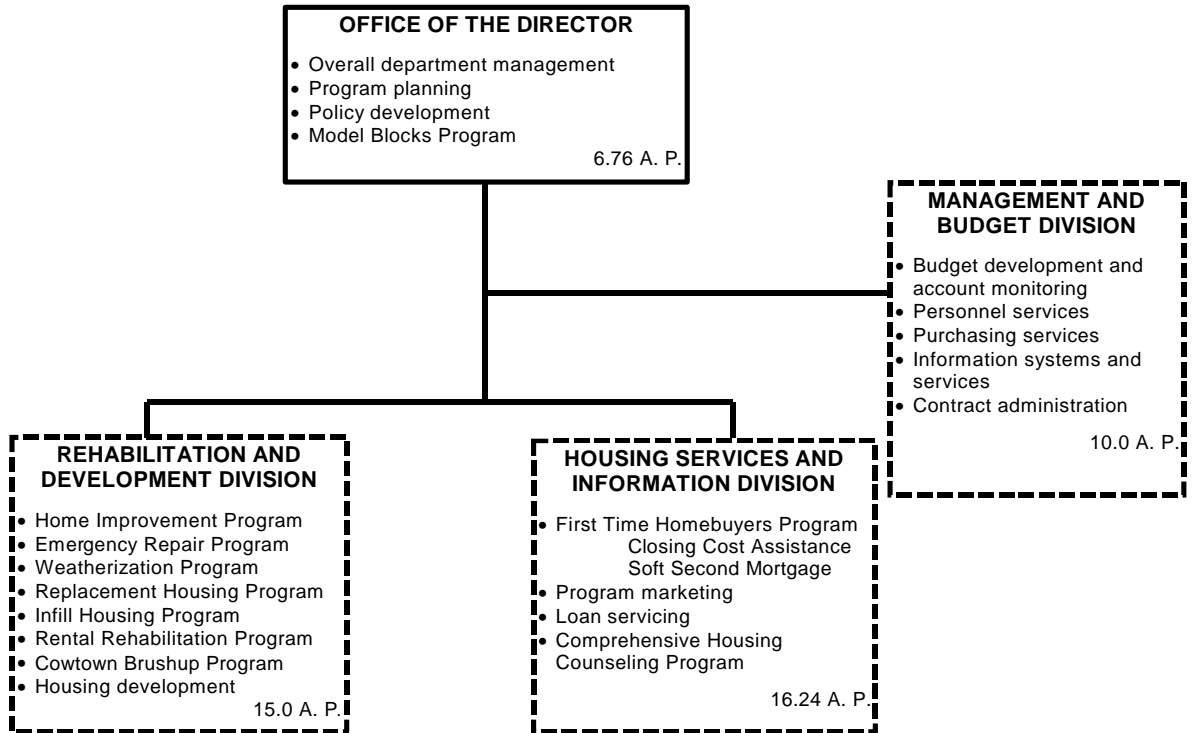 OFFICE OF THE DIRECTOR
• Overall department management
• Program planning
• Policy development
• Model Blocks Program
6.76 A. P.
MANAGEMENT AND
BUDGET DIVISION
• Budget development and
account monitoring
• Personnel services
• Purchasing services
• Information systems and
services
• Contract administration
10.0 A. P.
REHABILITATION AND
DEVELOPMENT DIVISION
• Home Improvement Program
• Emergency Repair Program
• Weatherization Program
• Replacement Housing Program
• Infill Housing Program
• Rental Rehabilitation Program
• Cowtown Brushup Program
• Housing development
15.0 A. P.
HOUSING SERVICES AND
INFORMATION DIVISION
• First Time Homebuyers Program
Closing Cost Assistance
Soft Second Mortgage
• Program marketing
• Loan servicing
• Comprehensive Housing
Counseling Program
16.24 A. P.